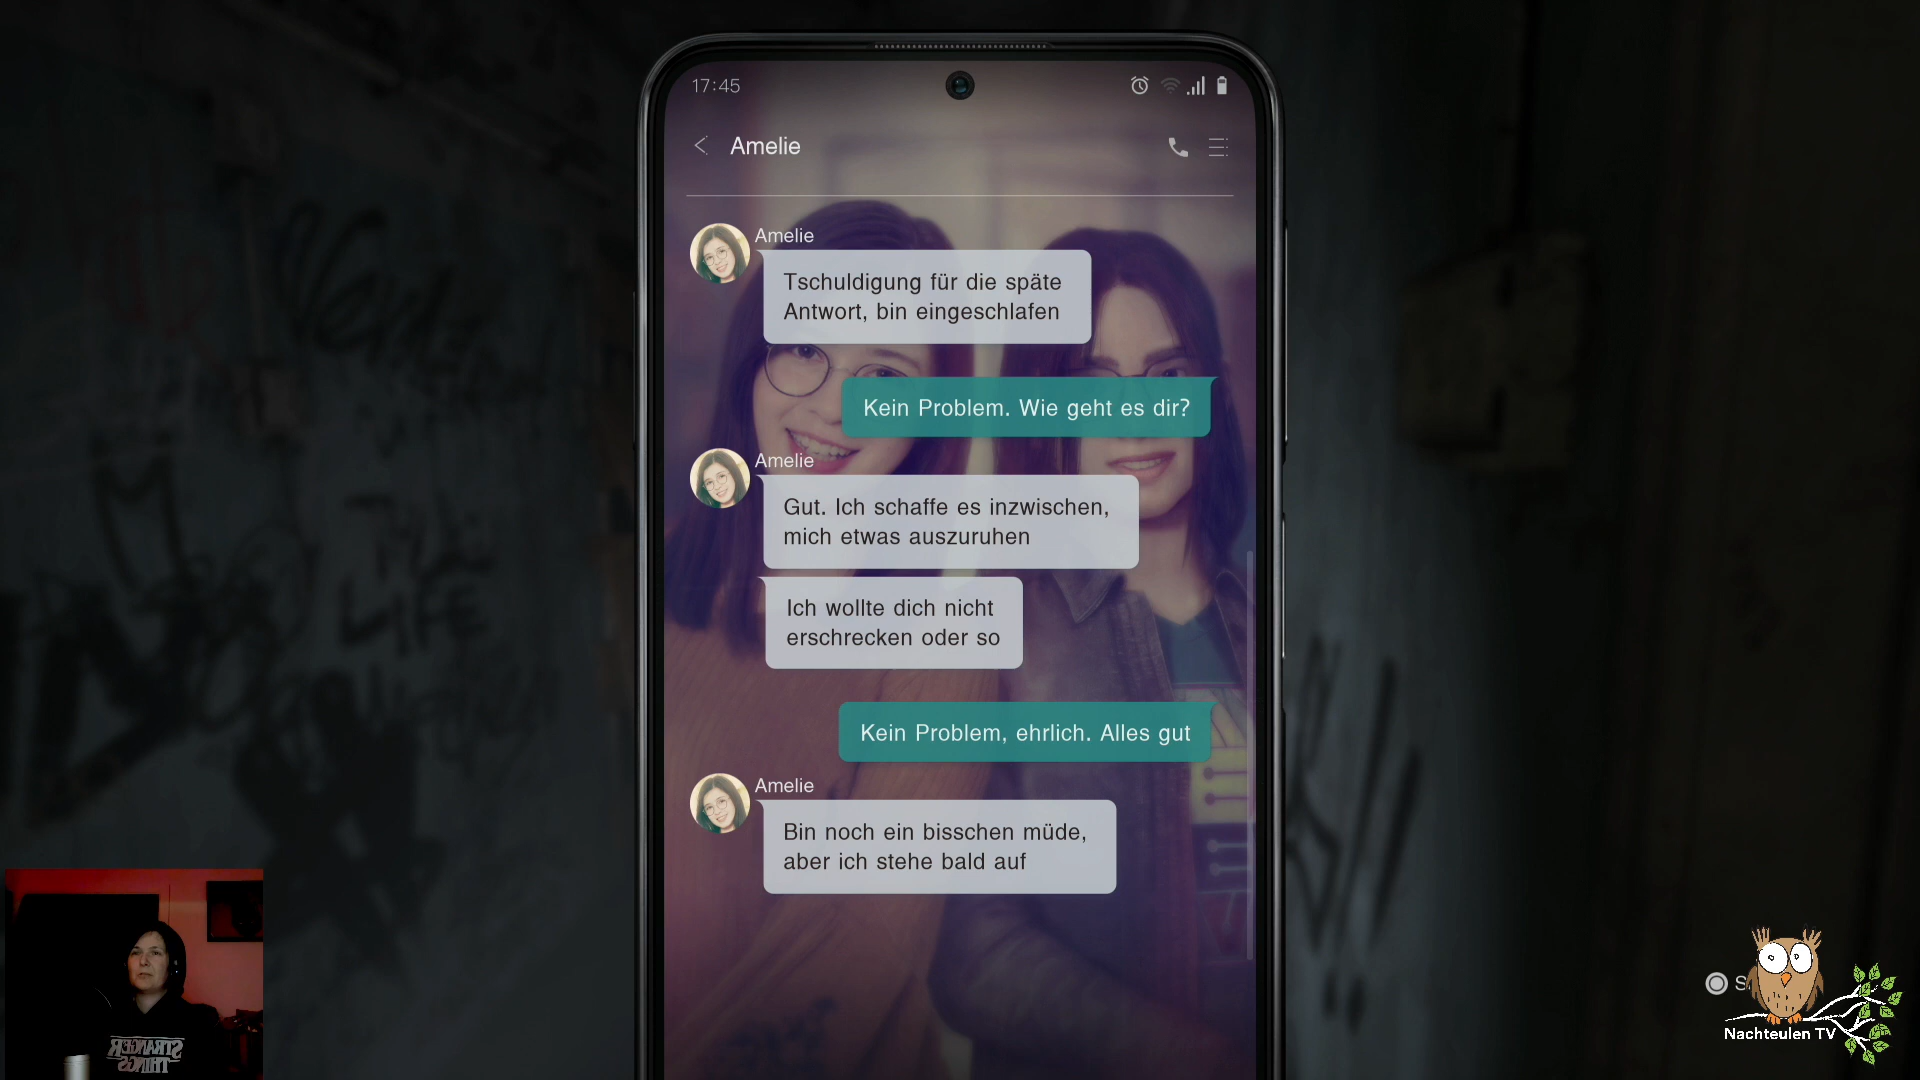 17:45
Amelie
Amelie
Tschuldigung für die späte
Antwort, bin eingeschlafen
Kein Problem. Wie geht es dir?
Amelie
Gut. Ich schaffe es inzwischen,
mich etwas auszuruhen
Ich wollte dich nicht
erschrecken oder so
Kein Problem, ehrlich. Alles gut
Amelie
Bin noch ein bisschen müde,
aber ich stehe bald auf
STRANGER
THINGS
Nachteulen TV